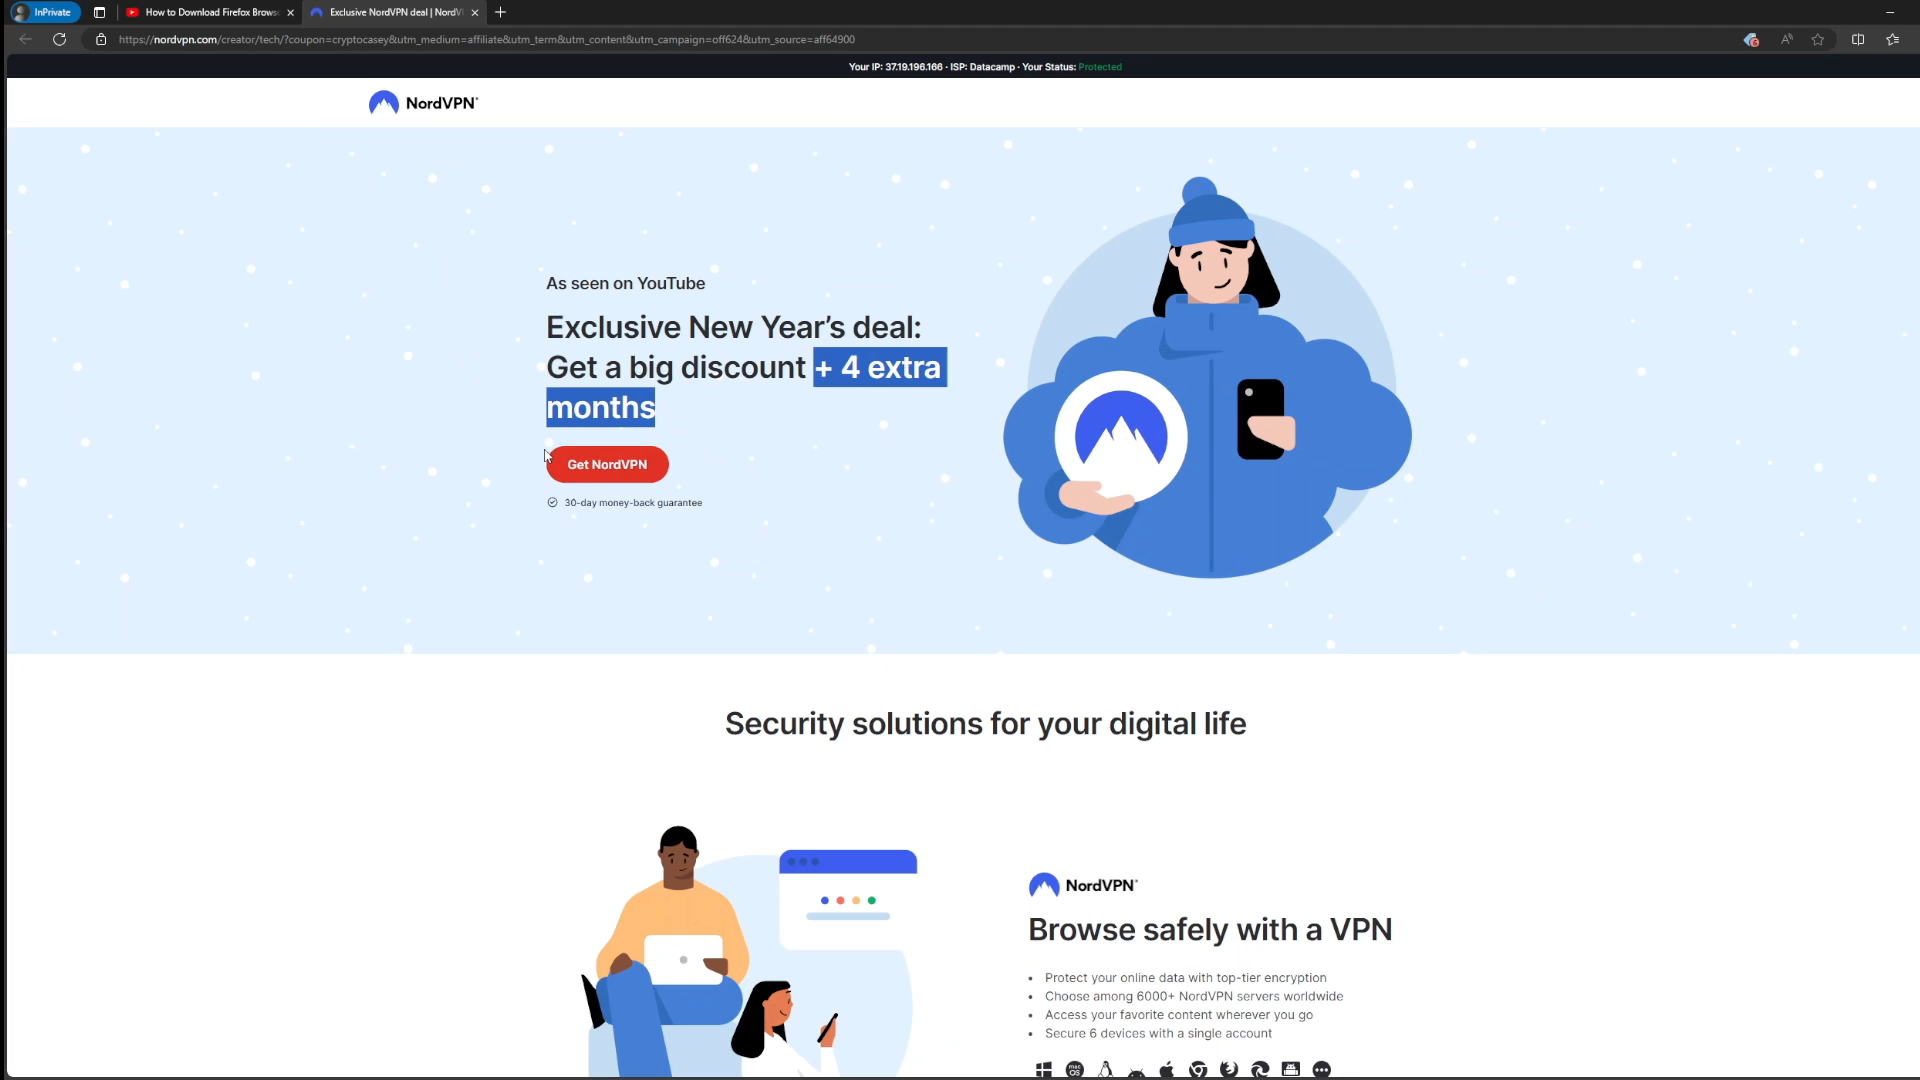 InPrivate
How to Download Firefox Brows
Exclusive NordVPN deal | NordV
https://nordvpn.com/creator/tech/?coupon=cryptocasey&utm_medium=affiliate&utm_term&utm_content&utm_campaign=off624&utm_source=aff64900
Your IP: 37.19.196.166 · ISP: Datacamp · Your Status: Protected
NordVPN®
As seen on YouTube
Exclusive New Year’s deal:
Get a big discount + 4 extra
months
Get NordVPN
30-day money-back guarantee
Security solutions for your digital life
NordVPN®
Browse safely with a VPN
• Protect your online data with top-tier encryption
• Choose among 6000+ NordVPN servers worldwide
• Access your favorite content wherever you go
• Secure 6 devices with a single account
mac
OS